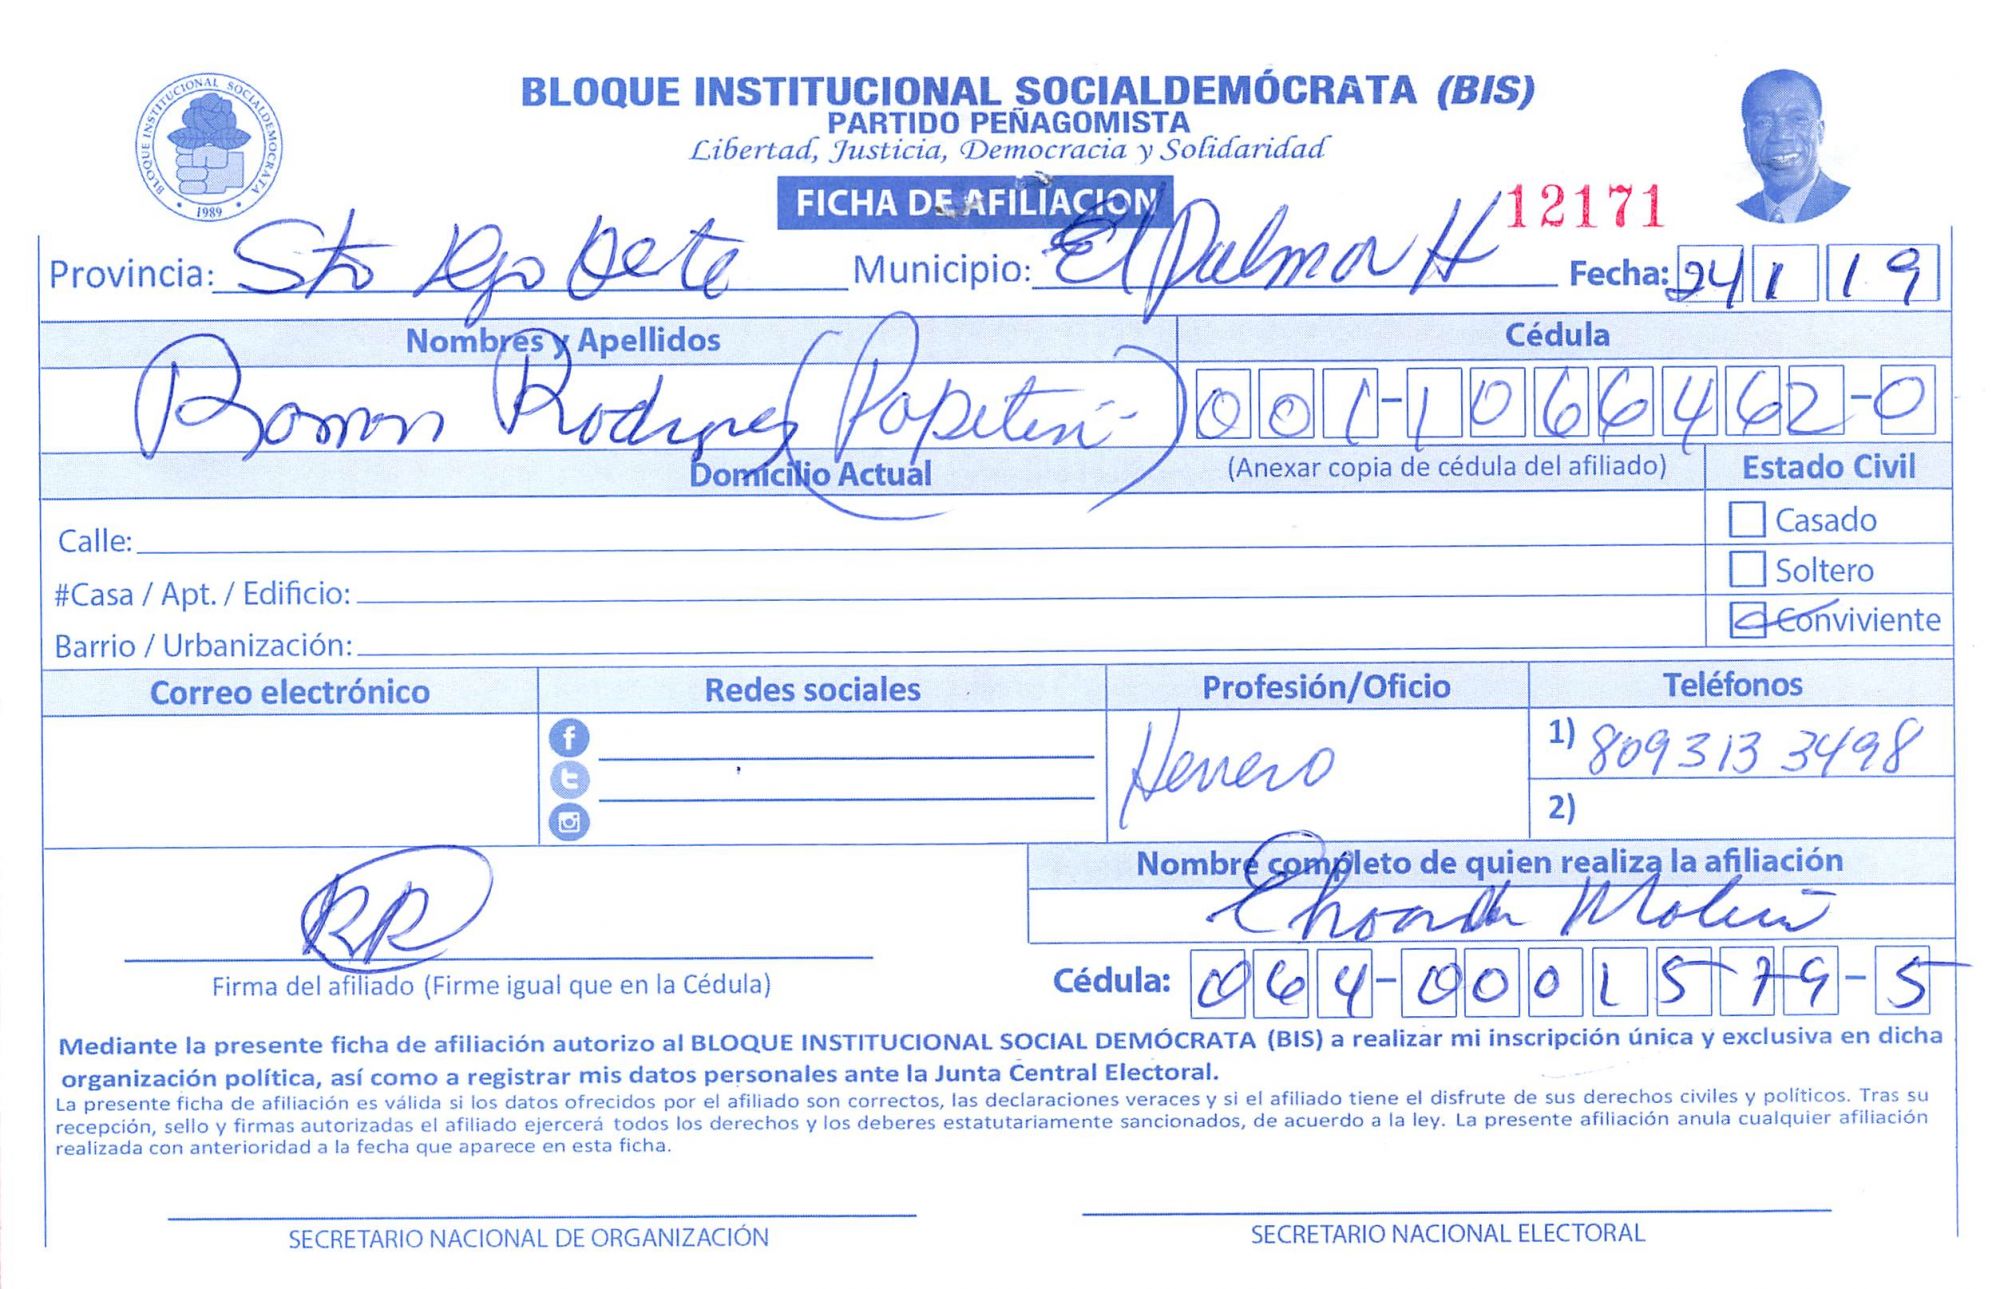 BLOQUE INSTITUCIONAL SOCIALDEMÓCRATA (BIS)
PARTIDO PEÑAGOMISTA
Libertad, Justicia, Democracia y Solidaridad
BLOQUE INSTITUCIONAL SOCIALDEMOCRATA
• 1989 •
FICHA DE AFILIACION
12171
Provincia: Sto Dgo Oeste Municipio: El Palmar H Fecha: 24 1 19
Nombres y Apellidos Cédula
Ramon Rodriguez (Papitin) 001-1066462-0
Domicilio Actual (Anexar copia de cédula del afiliado) Estado Civil
Calle: Casado
#Casa / Apt. / Edificio: Soltero
Barrio / Urbanización: Conviviente
Correo electrónico Redes sociales Profesión/Oficio Teléfonos
Herrero 1) 809 313 3498
2)
Nombre completo de quien realiza la afiliación
RR
Firma del afiliado (Firme igual que en la Cédula) Cédula: 064-0001579-5
Mediante la presente ficha de afiliación autorizo al BLOQUE INSTITUCIONAL SOCIAL DEMÓCRATA (BIS) a realizar mi inscripción única y exclusiva en dicha
organización política, así como a registrar mis datos personales ante la Junta Central Electoral.
La presente ficha de afiliación es válida si los datos ofrecidos por el afiliado son correctos, las declaraciones veraces y si el afiliado tiene el disfrute de sus derechos civiles y políticos. Tras su
recepción, sello y firmas autorizadas el afiliado ejercerá todos los derechos y los deberes estatutariamente sancionados, de acuerdo a la ley. La presente afiliación anula cualquier afiliación
realizada con anterioridad a la fecha que aparece en esta ficha.
SECRETARIO NACIONAL DE ORGANIZACIÓN SECRETARIO NACIONAL ELECTORAL